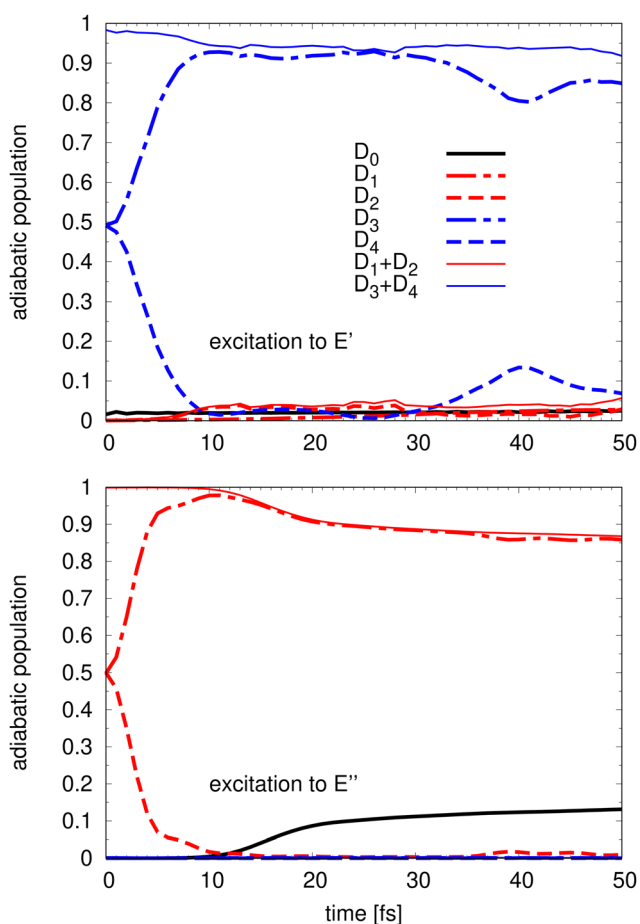 1
0.9
0.8
0.7
0.6
0.5
0.4
0.3
0.2
0.1
0
adiabatic population
D0
D1
D2
D3
D4
D1+D2
D3+D4
excitation to E'
0 10 20 30 40 50
1
0.9
0.8
0.7
0.6
0.5
0.4
0.3
0.2
0.1
0
adiabatic population
excitation to E''
0 10 20 30 40 50
time [fs]